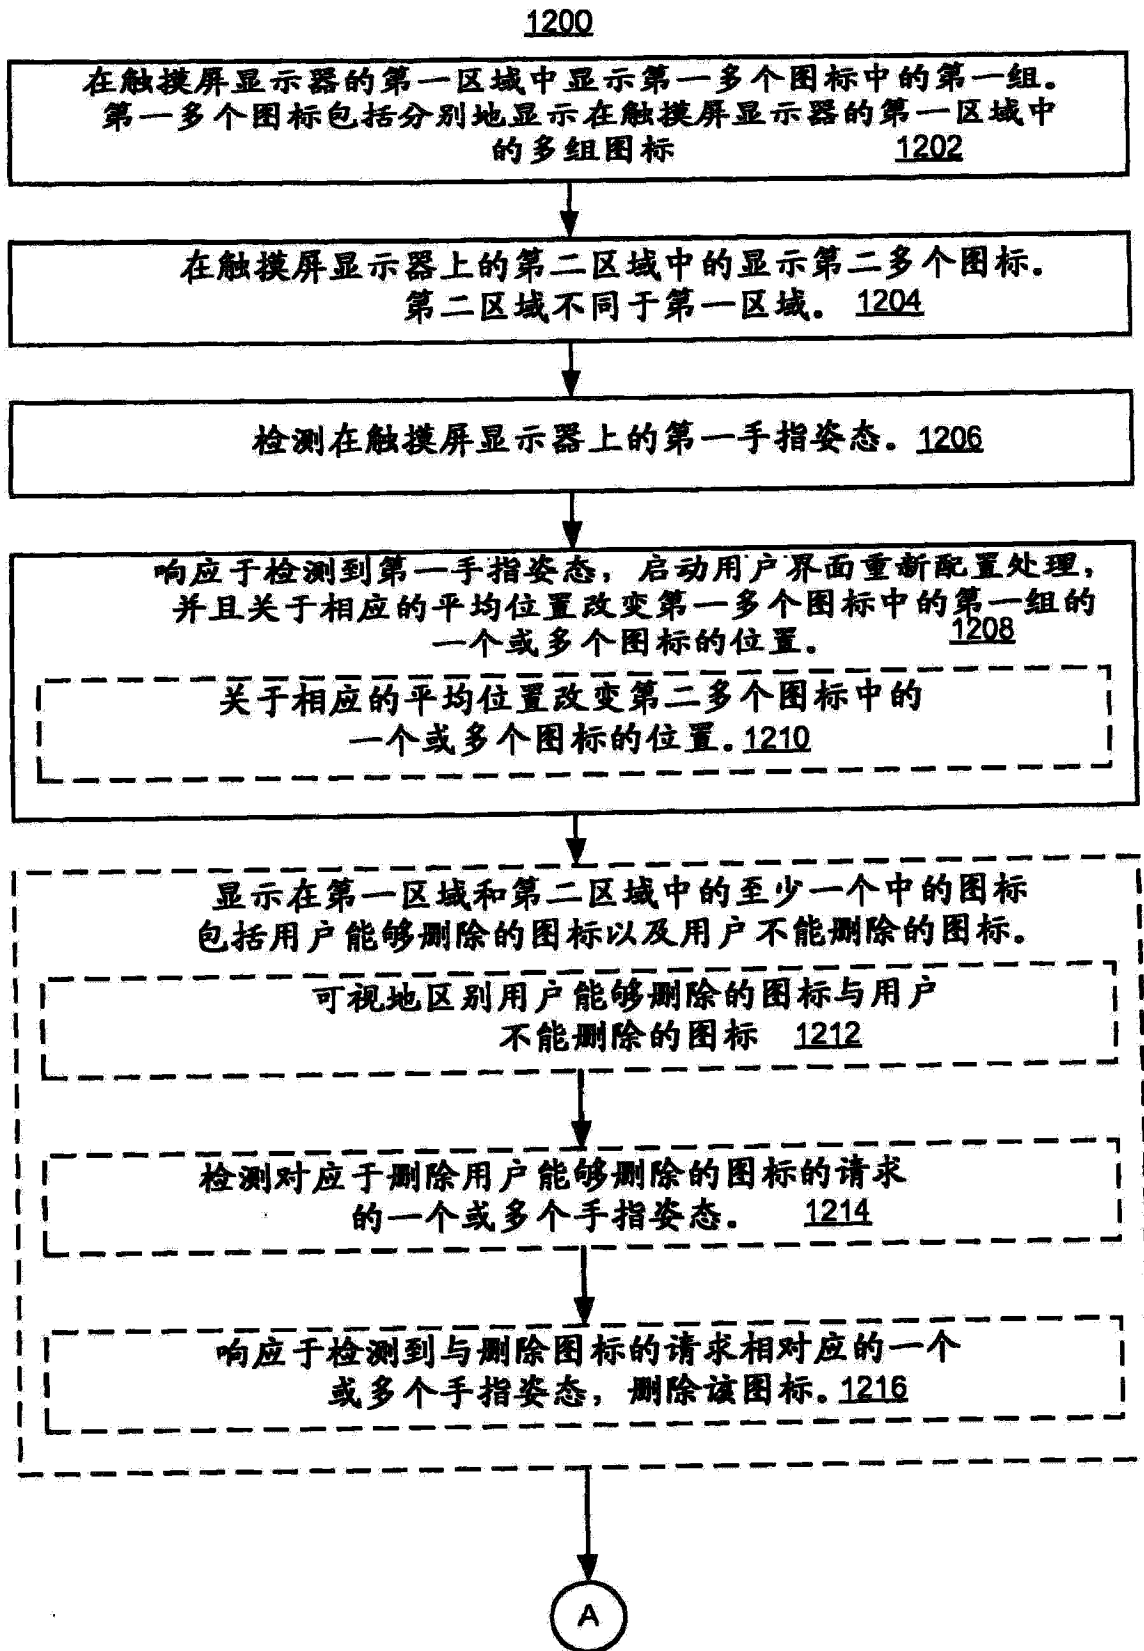 1200
在触摸屏显示器的第一区域中显示第一多个图标中的第一组。
第一多个图标包括分别地显示在触摸屏显示器的第一区域中
的多组图标 1202
在触摸屏显示器上的第二区域中的显示第二多个图标。
第二区域不同于第一区域。 1204
检测在触摸屏显示器上的第一手指姿态。1206
响应于检测到第一手指姿态，启动用户界面重新配置处理，
并且关于相应的平均位置改变第一多个图标中的第一组的
一个或多个图标的位置。 1208
关于相应的平均位置改变第二多个图标中的
一个或多个图标的位置。1210
显示在第一区域和第二区域中的至少一个中的图标
包括用户能够删除的图标以及用户不能删除的图标。
可视地区别用户能够删除的图标与用户
不能删除的图标 1212
检测对应于删除用户能够删除的图标的请求
的一个或多个手指姿态。 1214
响应于检测到与删除图标的请求相对应的一个
或多个手指姿态，删除该图标。1216
A